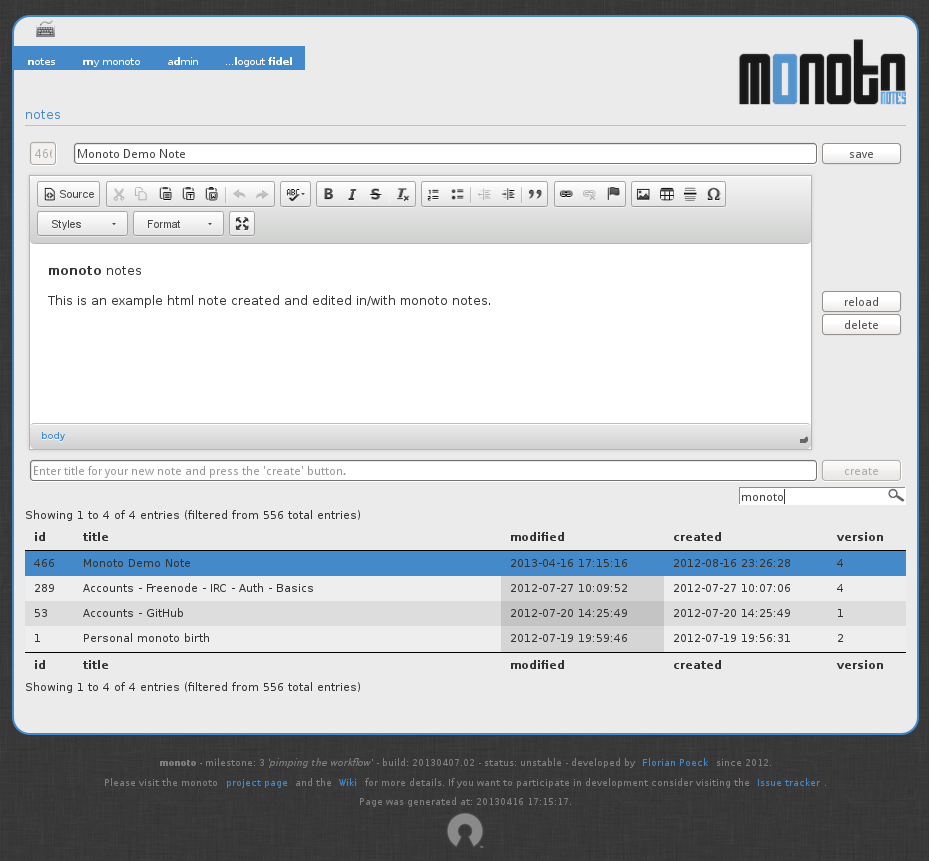 notes my monoto admin ...logout fidel
monoto
NOTES
notes
466 Monoto Demo Note save
Source ABC B I S Tx Ω
Styles Format
monoto notes
This is an example html note created and edited in/with monoto notes.
reload
delete
body
Enter title for your new note and press the 'create' button. create
monoto
Showing 1 to 4 of 4 entries (filtered from 556 total entries)
id title modified created version
466 Monoto Demo Note 2013-04-16 17:15:16 2012-08-16 23:26:28 4
289 Accounts - Freenode - IRC - Auth - Basics 2012-07-27 10:09:52 2012-07-27 10:07:06 4
53 Accounts - GitHub 2012-07-20 14:25:49 2012-07-20 14:25:49 1
1 Personal monoto birth 2012-07-19 19:59:46 2012-07-19 19:56:31 2
id title modified created version
Showing 1 to 4 of 4 entries (filtered from 556 total entries)
monoto - milestone: 3 'pimping the workflow' - build: 20130407.02 - status: unstable - developed by Florian Poeck since 2012.
Please visit the monoto project page and the Wiki for more details. If you want to participate in development consider visiting the Issue tracker .
Page was generated at: 20130416 17:15:17.